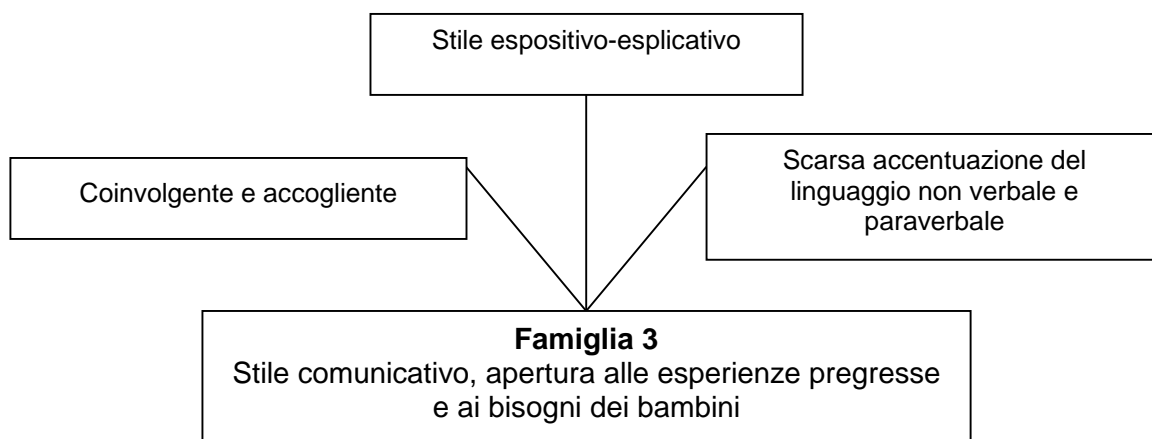 Stile espositivo-esplicativo
Coinvolgente e accogliente
Scarsa accentuazione del
linguaggio non verbale e
paraverbale
Famiglia 3
Stile comunicativo, apertura alle esperienze pregresse
e ai bisogni dei bambini